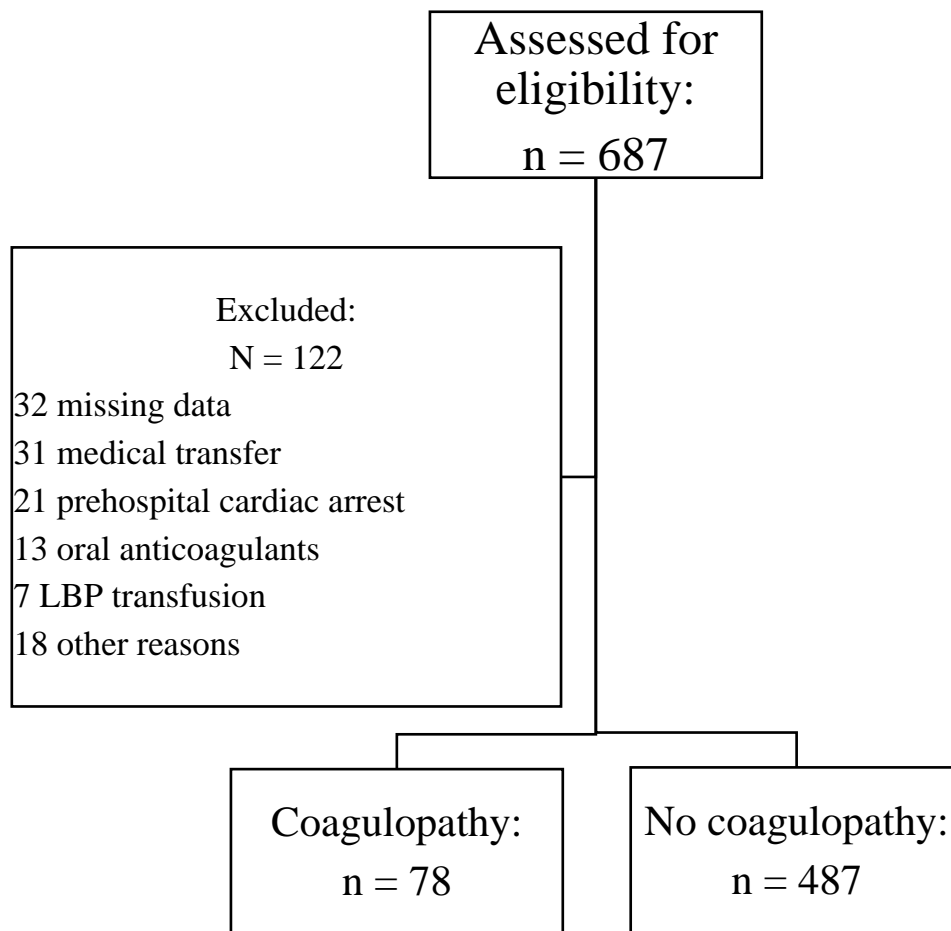 Assessed for
eligibility:
n = 687
Excluded:
N = 122
32 missing data
31 medical transfer
21 prehospital cardiac arrest
13 oral anticoagulants
7 LBP transfusion
18 other reasons
Coagulopathy:
n = 78
No coagulopathy:
n = 487